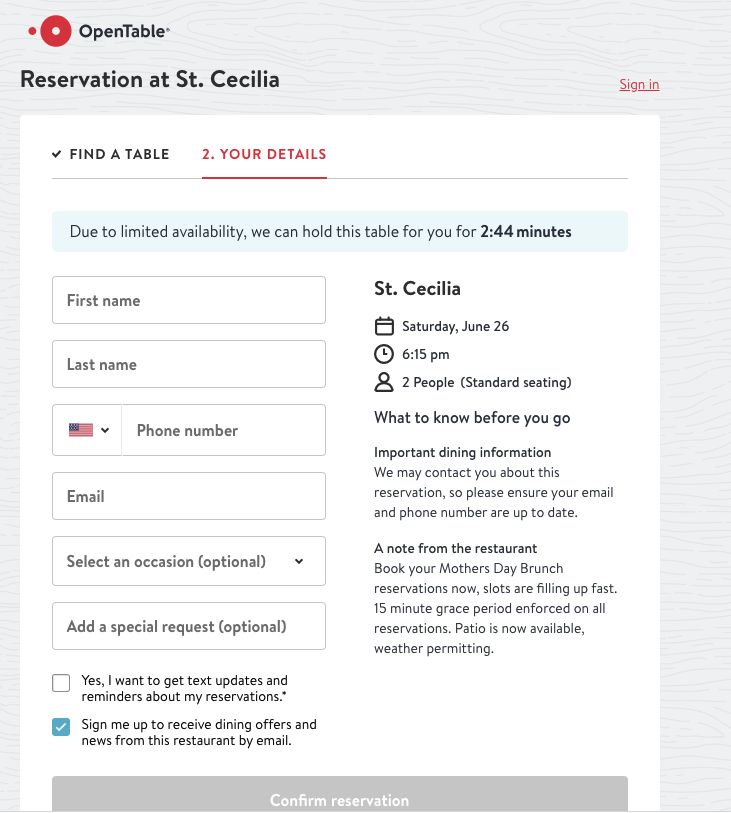 OpenTable®
Reservation at St. Cecilia
Sign in
FIND A TABLE
2. YOUR DETAILS
Due to limited availability, we can hold this table for you for 2:44 minutes
First name
Last name
Phone number
Email
Select an occasion (optional)
Add a special request (optional)
Yes, I want to get text updates and
reminders about my reservations.*
Sign me up to receive dining offers and
news from this restaurant by email.
St. Cecilia
Saturday, June 26
6:15 pm
2 People (Standard seating)
What to know before you go
Important dining information
We may contact you about this
reservation, so please ensure your email
and phone number are up to date.
A note from the restaurant
Book your Mothers Day Brunch
reservations now, slots are filling up fast.
15 minute grace period enforced on all
reservations. Patio is now available,
weather permitting.
Confirm reservation